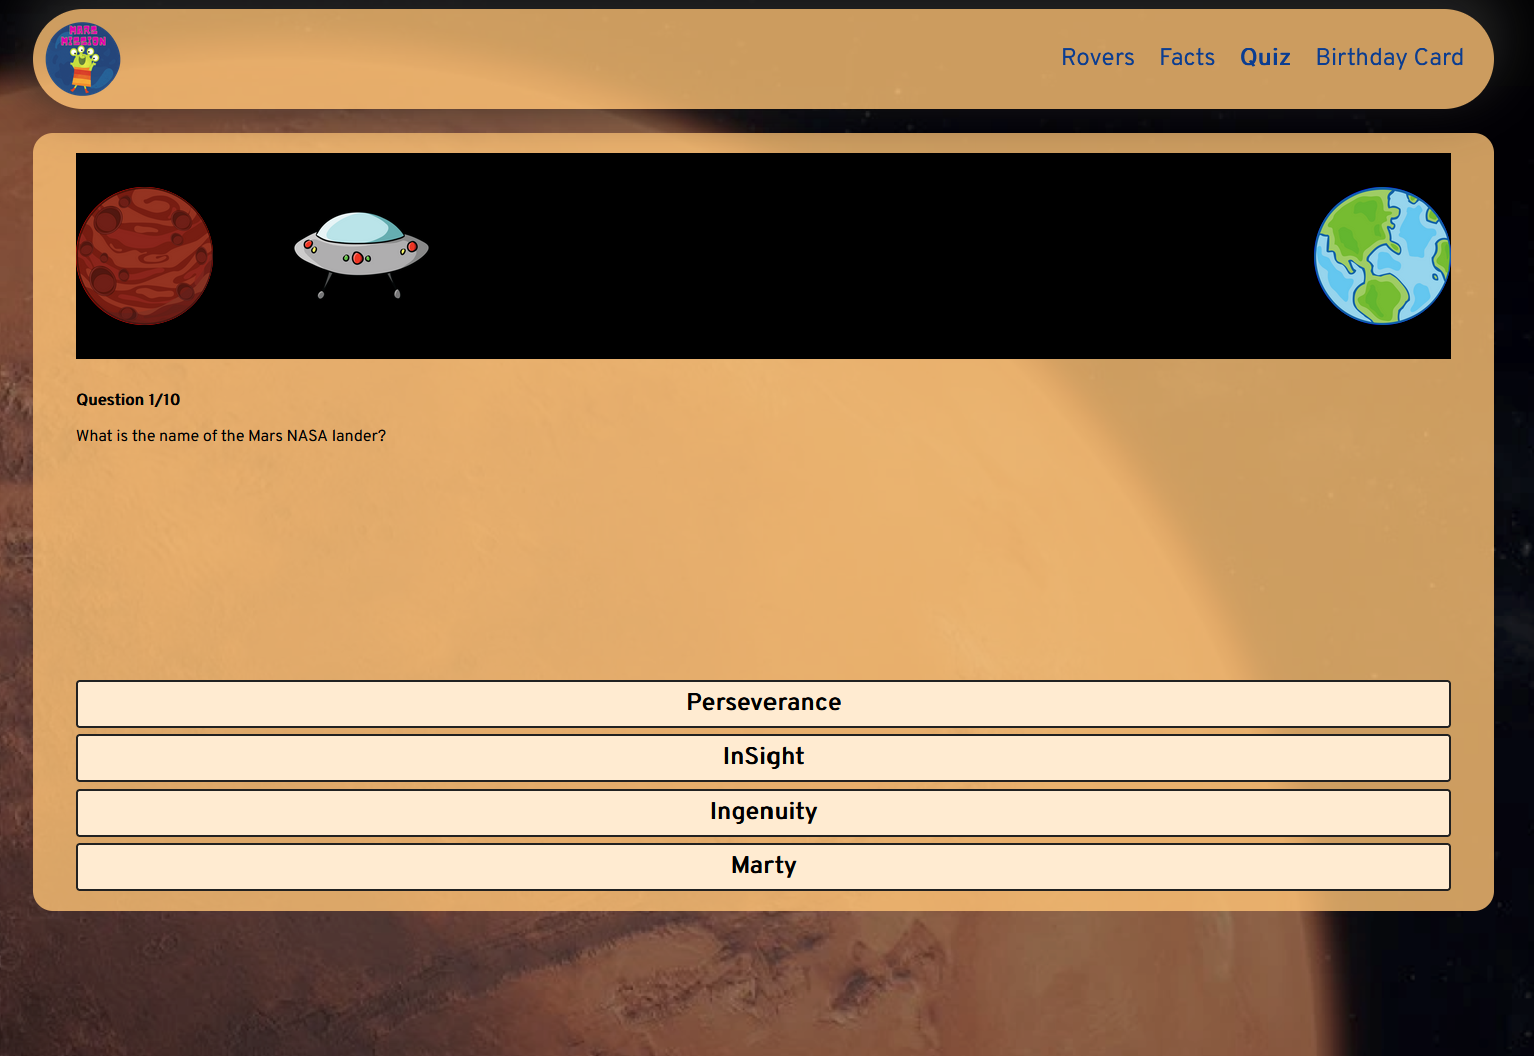 MARS
MISSION
Rovers Facts Quiz Birthday Card
Question 1/10
What is the name of the Mars NASA lander?
Perseverance
InSight
Ingenuity
Marty